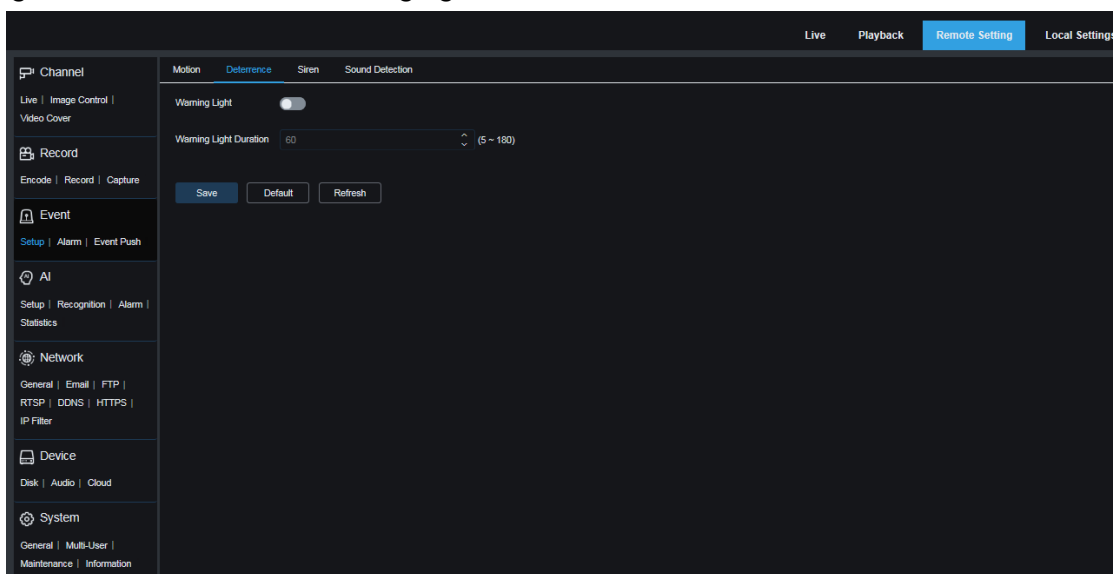 Live Playback Remote Setting Local Settings
Channel
Live | Image Control |
Video Cover
Record
Encode | Record | Capture
Event
Setup | Alarm | Event Push
AI
Setup | Recognition | Alarm |
Statistics
Network
General | Email | FTP |
RTSP | DDNS | HTTPS |
IP Filter
Device
Disk | Audio | Cloud
System
General | Multi-User |
Maintenance | Information
Motion Deterrence Siren Sound Detection
Warning Light
Warning Light Duration 60 (5 ~ 180)
Save Default Refresh